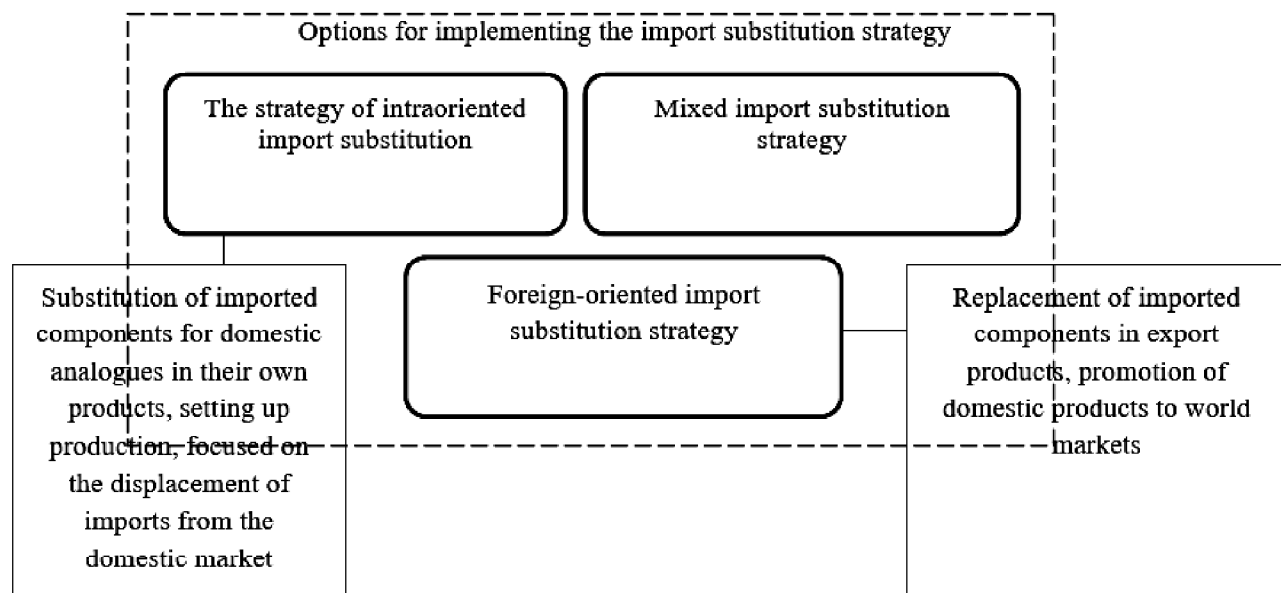 Options for implementing the import substitution strategy
The strategy of intraoriented
import substitution
Mixed import substitution
strategy
Foreign-oriented import
substitution strategy
Substitution of imported
components for domestic
analogues in their own
products, setting up
production, focused on
the displacement of
imports from the
domestic market
Replacement of imported
components in export
products, promotion of
domestic products to world
markets